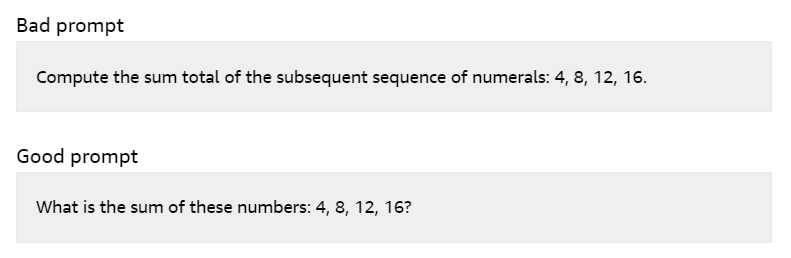 Bad prompt
Compute the sum total of the subsequent sequence of numerals: 4, 8, 12, 16.
Good prompt
What is the sum of these numbers: 4, 8, 12, 16?